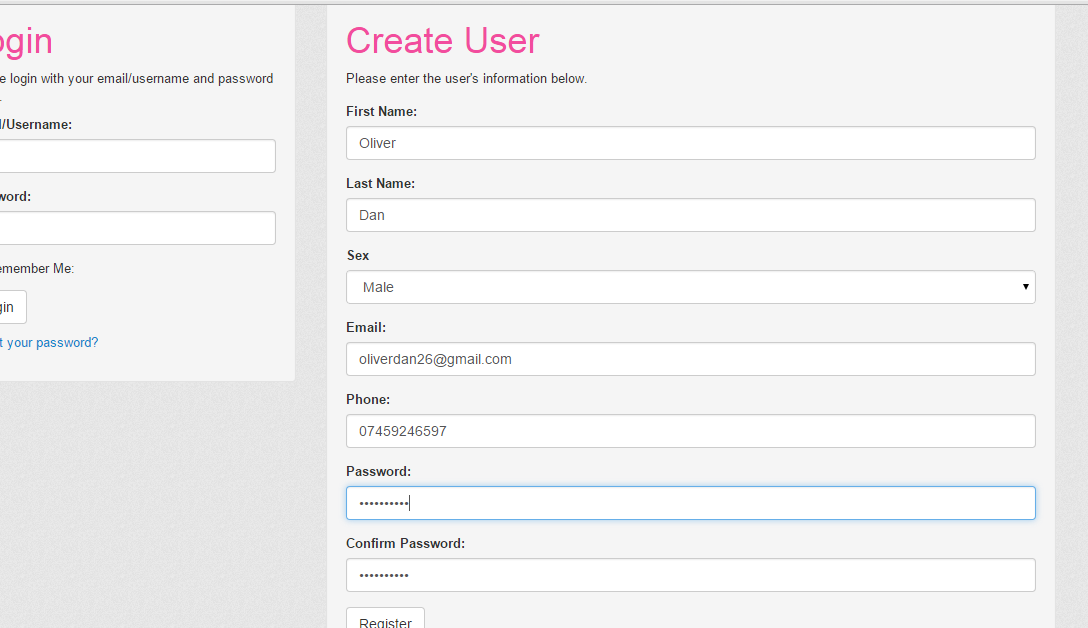 ogin
e login with your email/username and password
.
l/Username:
word:
emember Me:
gin
t your password?
Create User
Please enter the user's information below.
First Name:
Oliver
Last Name:
Dan
Sex
Male
Email:
oliverdan26@gmail.com
Phone:
07459246597
Password:
••••••••••
Confirm Password:
••••••••••
Register